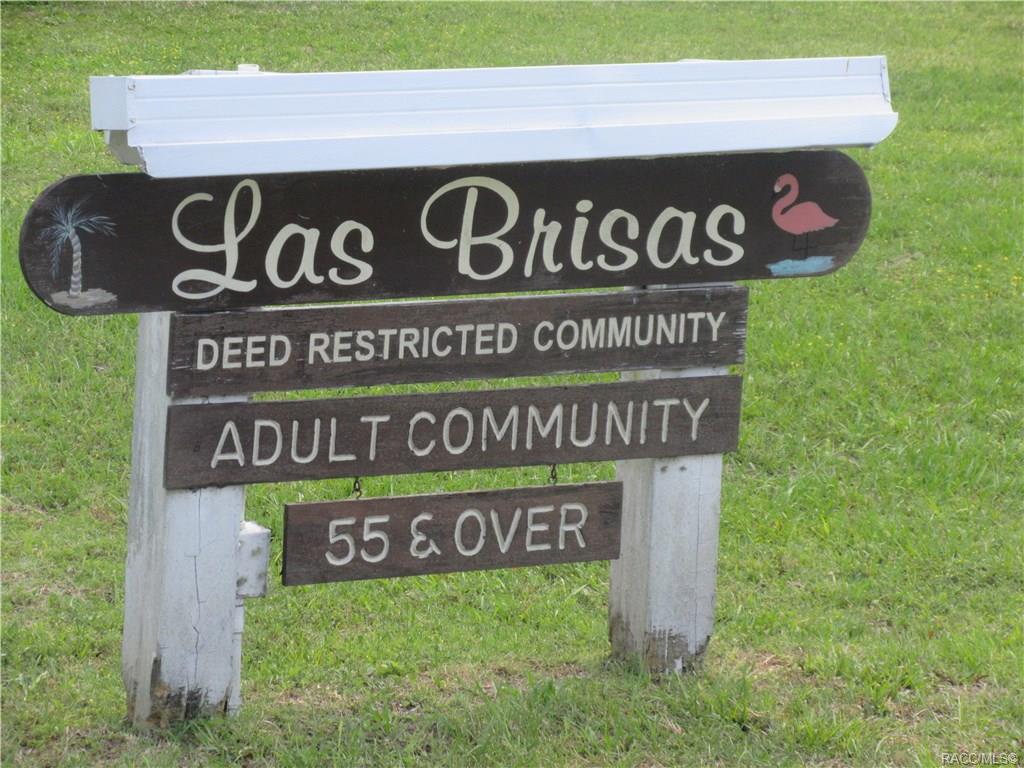 Las Brisas
DEED RESTRICTED COMMUNITY
ADULT COMMUNITY
55 & OVER
RACC/MLS©